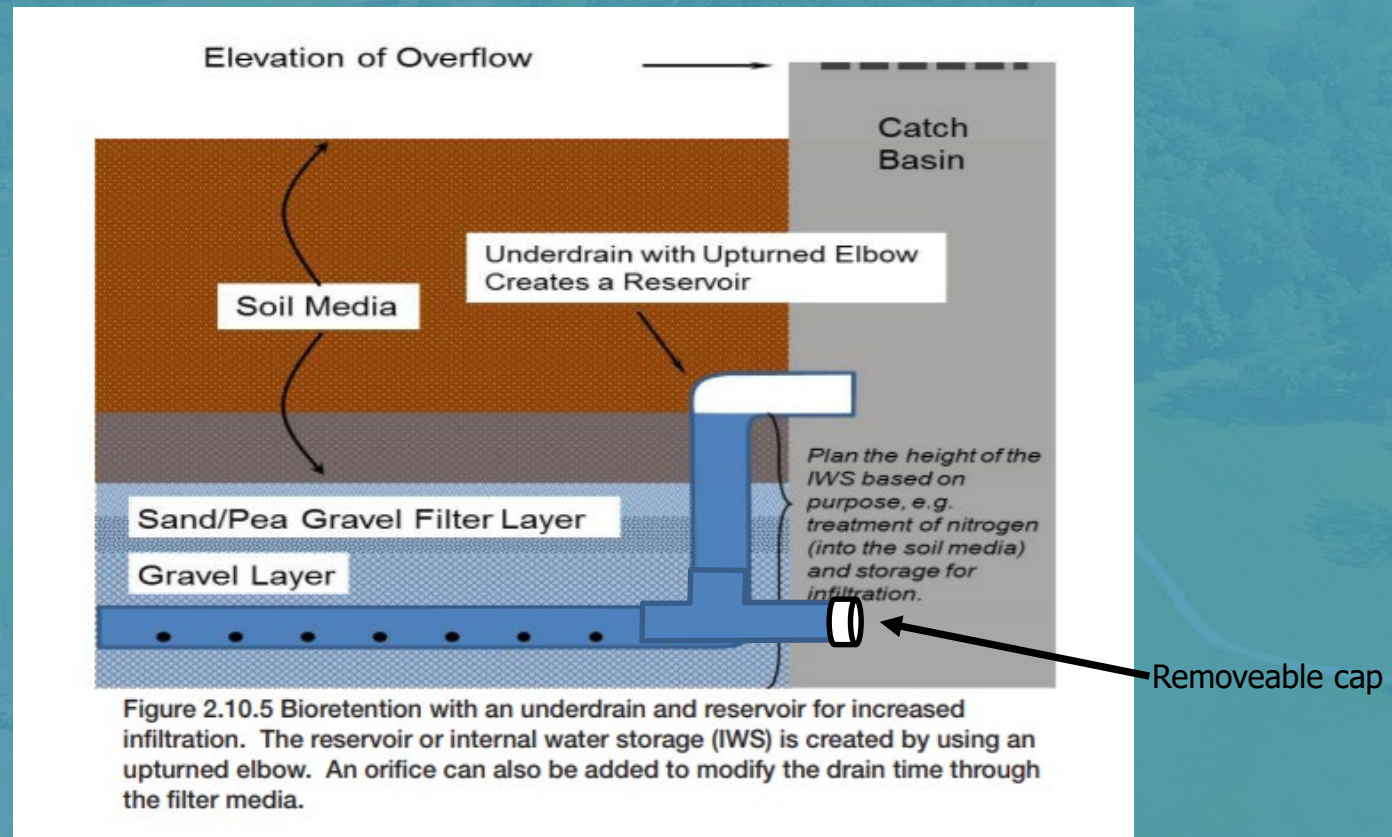 Elevation of Overflow
Catch
Basin
Underdrain with Upturned Elbow
Creates a Reservoir
Soil Media
Plan the height of the
IWS based on
purpose, e.g.
treatment of nitrogen
(into the soil media)
and storage for
infiltration.
Sand/Pea Gravel Filter Layer
Gravel Layer
Removeable cap
Figure 2.10.5 Bioretention with an underdrain and reservoir for increased
infiltration. The reservoir or internal water storage (IWS) is created by using an
upturned elbow. An orifice can also be added to modify the drain time through
the filter media.